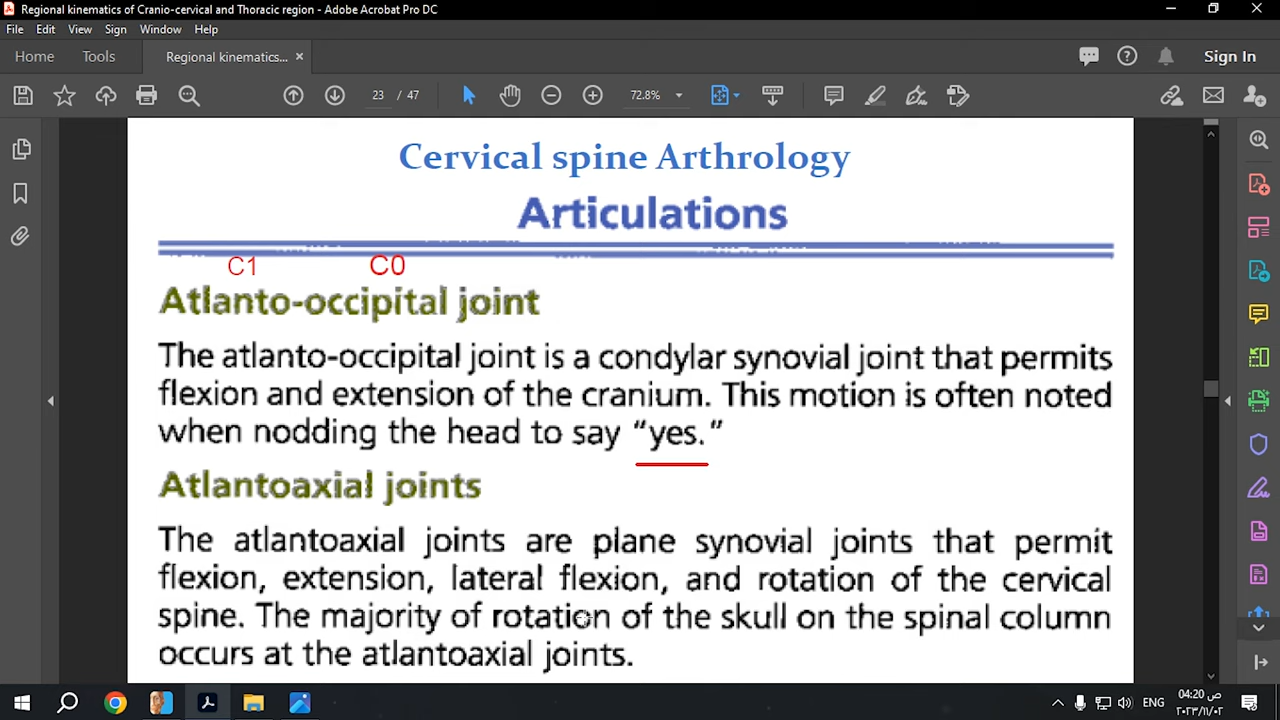 Regional kinematics of Cranio-cervical and Thoracic region - Adobe Acrobat Pro DC
File Edit View Sign Window Help
Home Tools Regional kinematics... × Sign In
23 / 47 72.8%
Cervical spine Arthrology
Articulations
C1 C0
Atlanto-occipital joint
The atlanto-occipital joint is a condylar synovial joint that permits
flexion and extension of the cranium. This motion is often noted
when nodding the head to say “yes.”
Atlantoaxial joints
The atlantoaxial joints are plane synovial joints that permit
flexion, extension, lateral flexion, and rotation of the cervical
spine. The majority of rotation of the skull on the spinal column
occurs at the atlantoaxial joints.
ENG 04:20 ص
٢٠٢٣/١١/٠٢